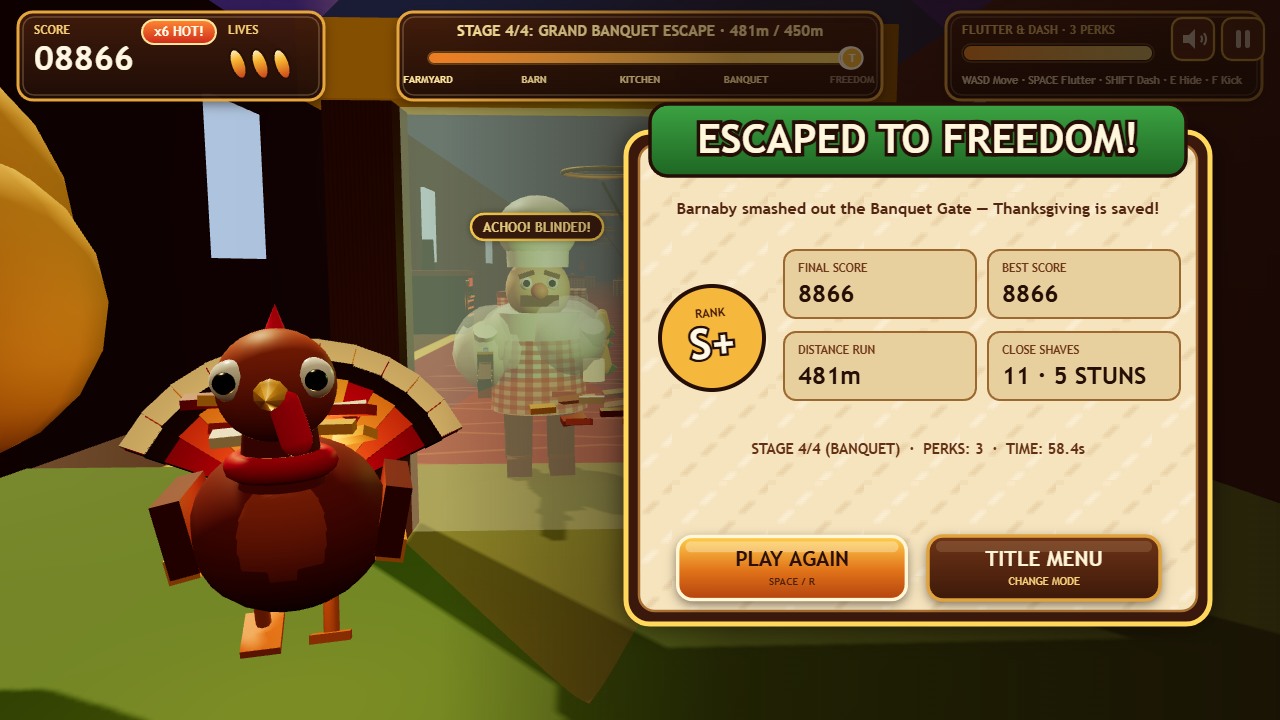 SCORE
x6 HOT!
LIVES
08866
STAGE 4/4: GRAND BANQUET ESCAPE · 481m / 450m
T
FARMYARD
BARN
KITCHEN
BANQUET
FREEDOM
FLUTTER & DASH · 3 PERKS
WASD Move · SPACE Flutter · SHIFT Dash · E Hide · F Kick
ACHOO! BLINDED!
ESCAPED TO FREEDOM!
Barnaby smashed out the Banquet Gate — Thanksgiving is saved!
RANK
S+
FINAL SCORE
8866
BEST SCORE
8866
DISTANCE RUN
481m
CLOSE SHAVES
11 · 5 STUNS
STAGE 4/4 (BANQUET) · PERKS: 3 · TIME: 58.4s
PLAY AGAIN
SPACE / R
TITLE MENU
CHANGE MODE